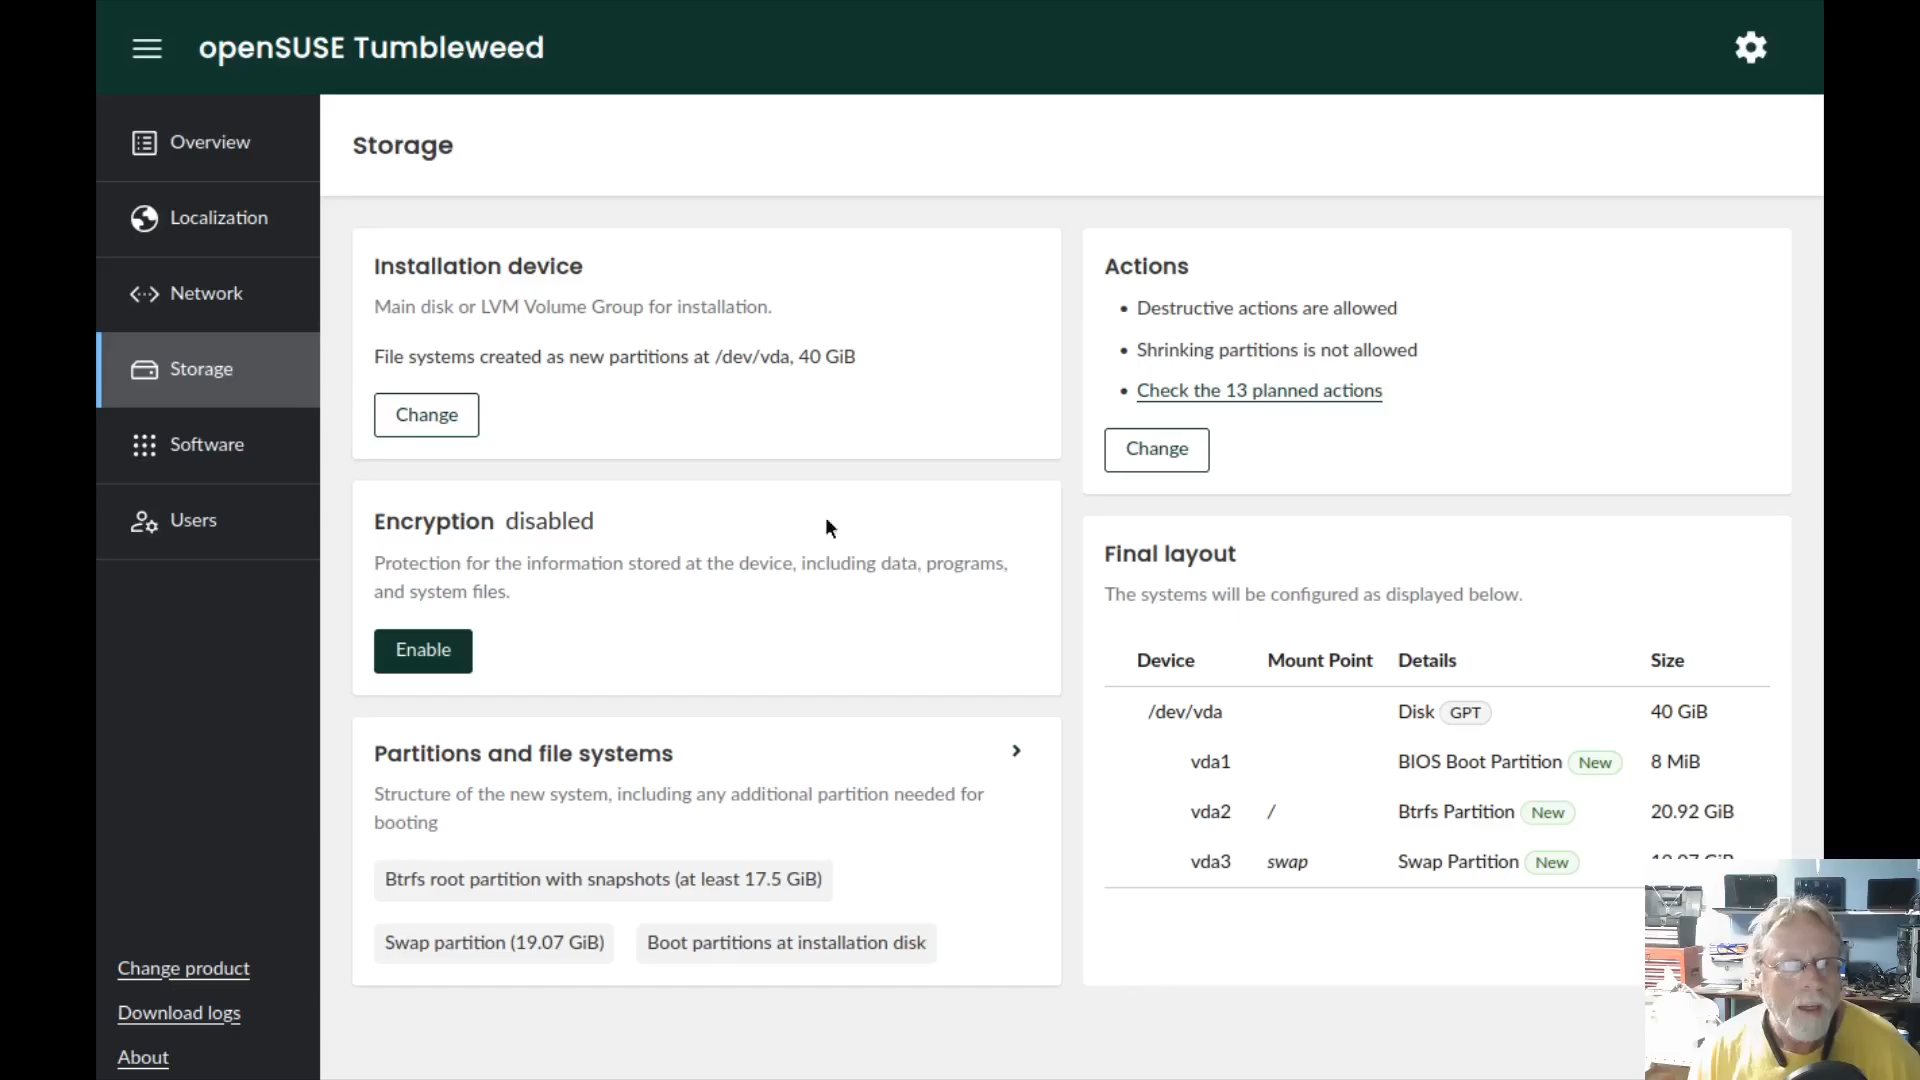 openSUSE Tumbleweed
Overview
Localization
Network
Storage
Software
Users
Change product
Download logs
About
Storage
Installation device
Main disk or LVM Volume Group for installation.
File systems created as new partitions at /dev/vda, 40 GiB
Change
Encryption disabled
Protection for the information stored at the device, including data, programs,
and system files.
Enable
Partitions and file systems
Structure of the new system, including any additional partition needed for
booting
Btrfs root partition with snapshots (at least 17.5 GiB)
Swap partition (19.07 GiB) Boot partitions at installation disk
Actions
• Destructive actions are allowed
• Shrinking partitions is not allowed
• Check the 13 planned actions
Change
Final layout
The systems will be configured as displayed below.
Device Mount Point Details Size
/dev/vda Disk GPT 40 GiB
vda1 BIOS Boot Partition New 8 MiB
vda2 / Btrfs Partition New 20.92 GiB
vda3 swap Swap Partition New